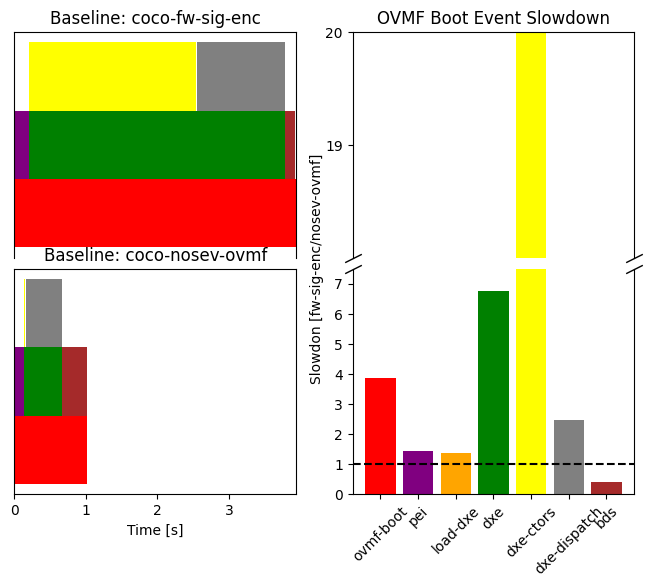 Baseline: coco-fw-sig-enc
Baseline: coco-nosev-ovmf
0 1 2 3
Time [s]
OVMF Boot Event Slowdown
Slowdon [fw-sig-enc/nosev-ovmf]
20
19
7
6
5
4
3
2
1
0
ovmf-boot
pei
load-dxe
dxe
dxe-ctors
dxe-dispatch
bds